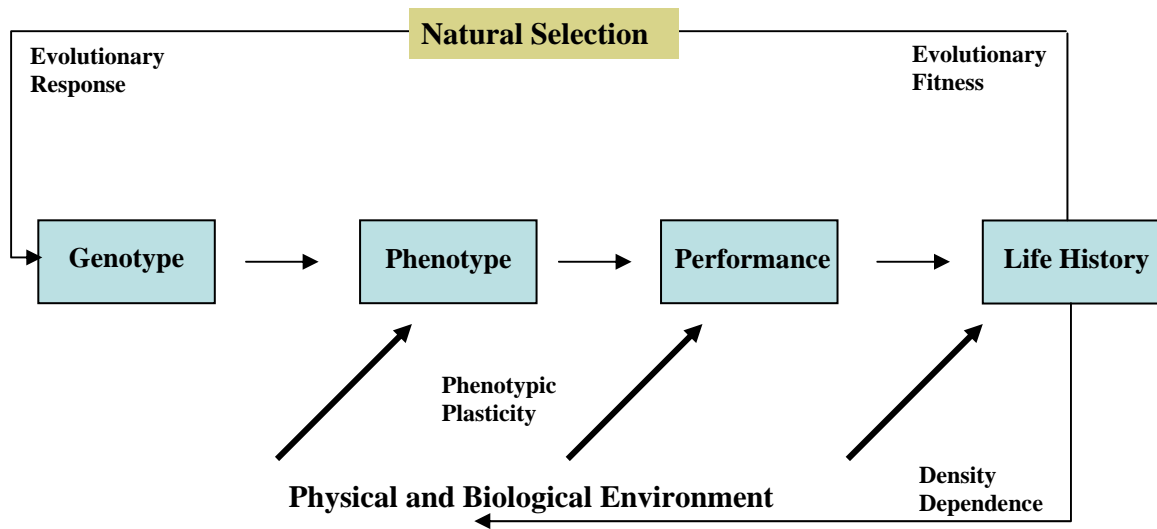 Natural Selection
Evolutionary
Response
Evolutionary
Fitness
Genotype
Phenotype
Performance
Life History
Phenotypic
Plasticity
Physical and Biological Environment
Density
Dependence